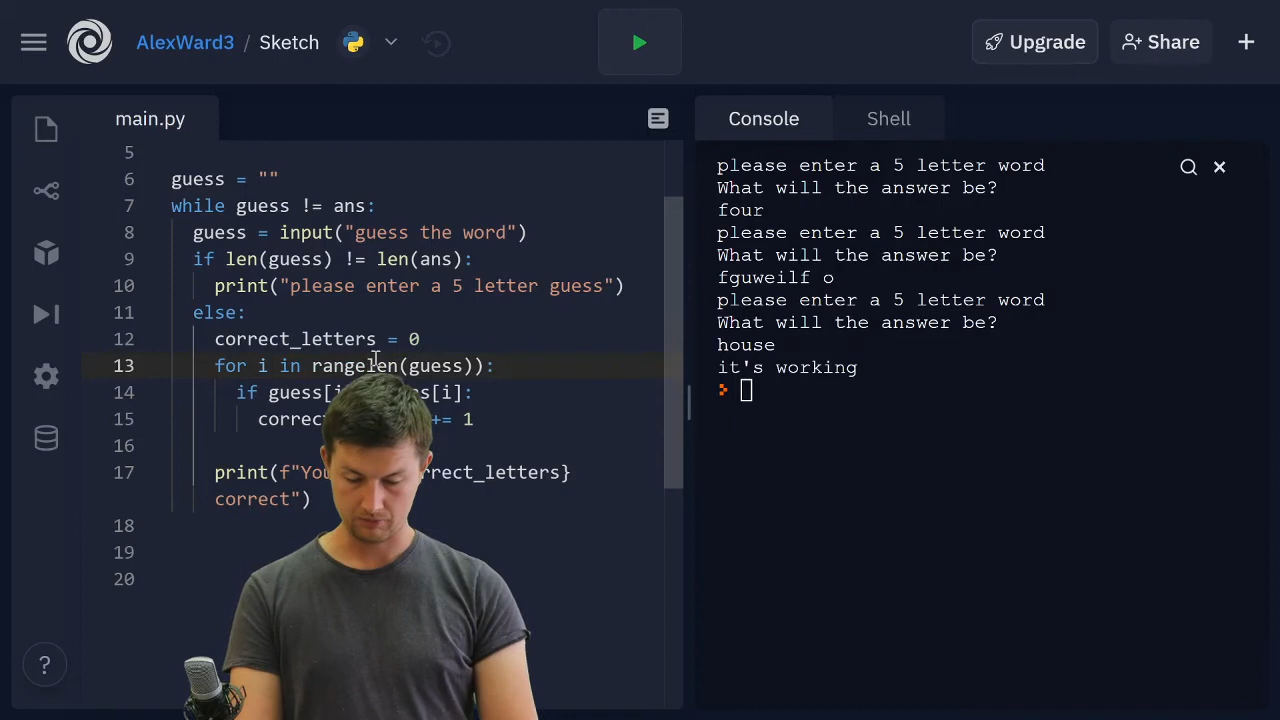 AlexWard3 / Sketch
Upgrade
Share
main.py
Console
Shell
5
6 guess = ""
7 while guess != ans:
8 guess = input("guess the word")
9 if len(guess) != len(ans):
10 print("please enter a 5 letter guess")
11 else:
12 correct_letters = 0
13 for i in rangelen(guess)):
14 if guess[ [i]:
15 += 1
16
17 print(f" _letters}
correct")
18
19
20
please enter a 5 letter word
What will the answer be?
four
please enter a 5 letter word
What will the answer be?
fguweilf o
please enter a 5 letter word
What will the answer be?
house
it's working
?